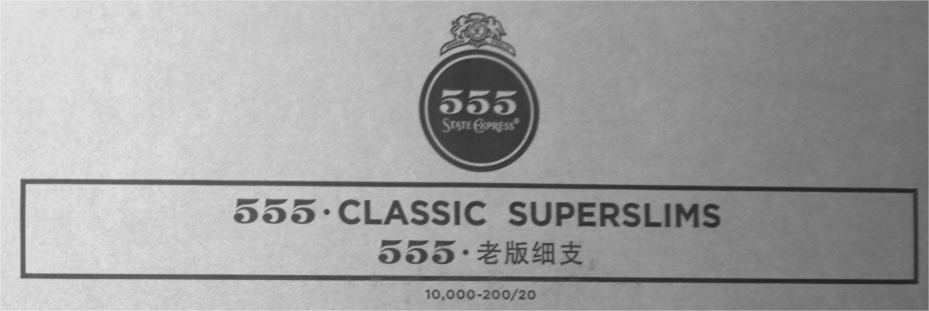 555
STATE EXPRESS®
555·CLASSIC SUPERSLIMS
555·老版细支
10,000-200/20